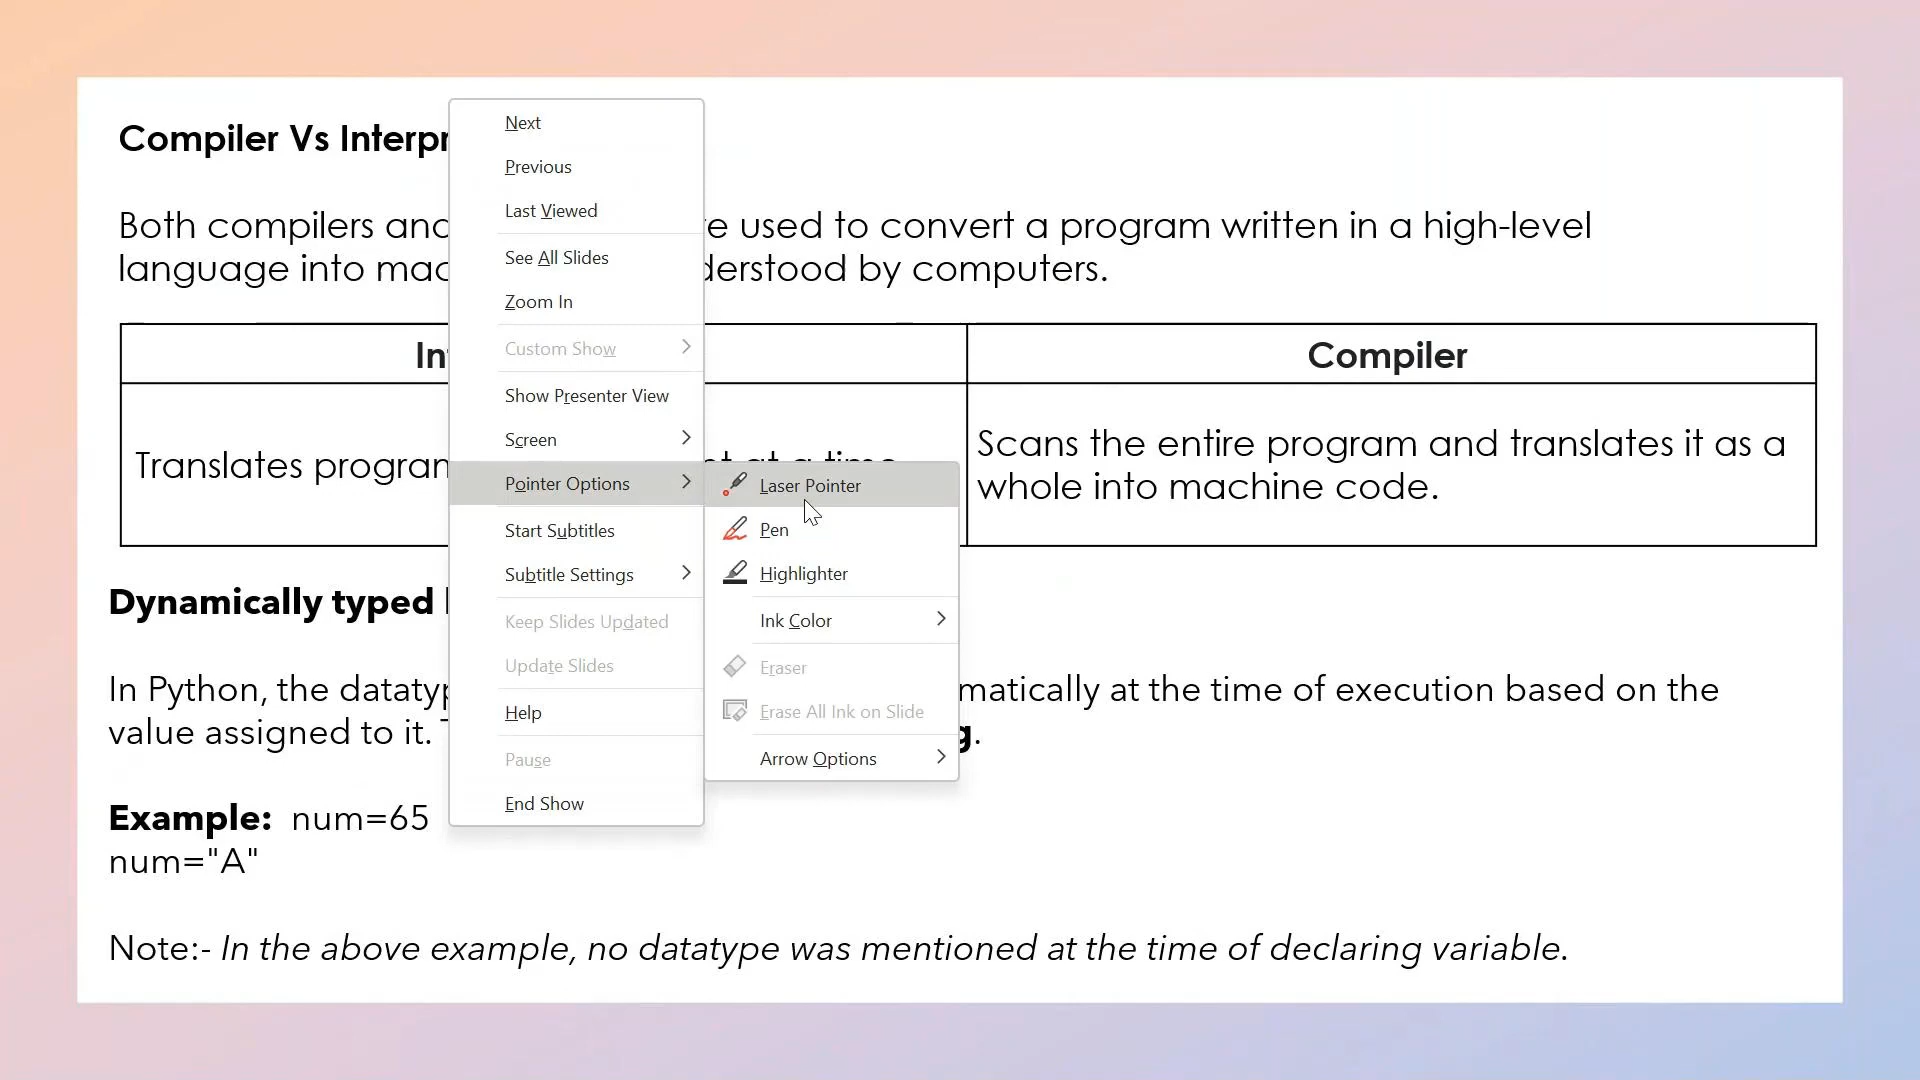 Compiler Vs Interpr
Both compilers and e used to convert a program written in a high-level
language into mac derstood by computers.
In Compiler
Translates program at a time
Scans the entire program and translates it as a
whole into machine code.
Dynamically typed
In Python, the datatyp matically at the time of execution based on the
value assigned to it. g.
Example: num=65
num="A"
Note:- In the above example, no datatype was mentioned at the time of declaring variable.
Next
Previous
Last Viewed
See All Slides
Zoom In
Custom Show
Show Presenter View
Screen
Pointer Options
Start Subtitles
Subtitle Settings
Keep Slides Updated
Update Slides
Help
Pause
End Show
Laser Pointer
Pen
Highlighter
Ink Color
Eraser
Erase All Ink on Slide
Arrow Options